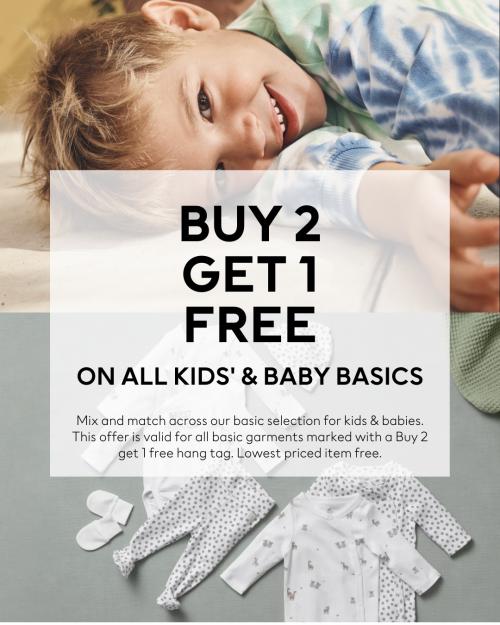 BUY 2
GET 1
FREE
ON ALL KIDS' & BABY BASICS
Mix and match across our basic selection for kids & babies.
This offer is valid for all basic garments marked with a Buy 2
get 1 free hang tag. Lowest priced item free.